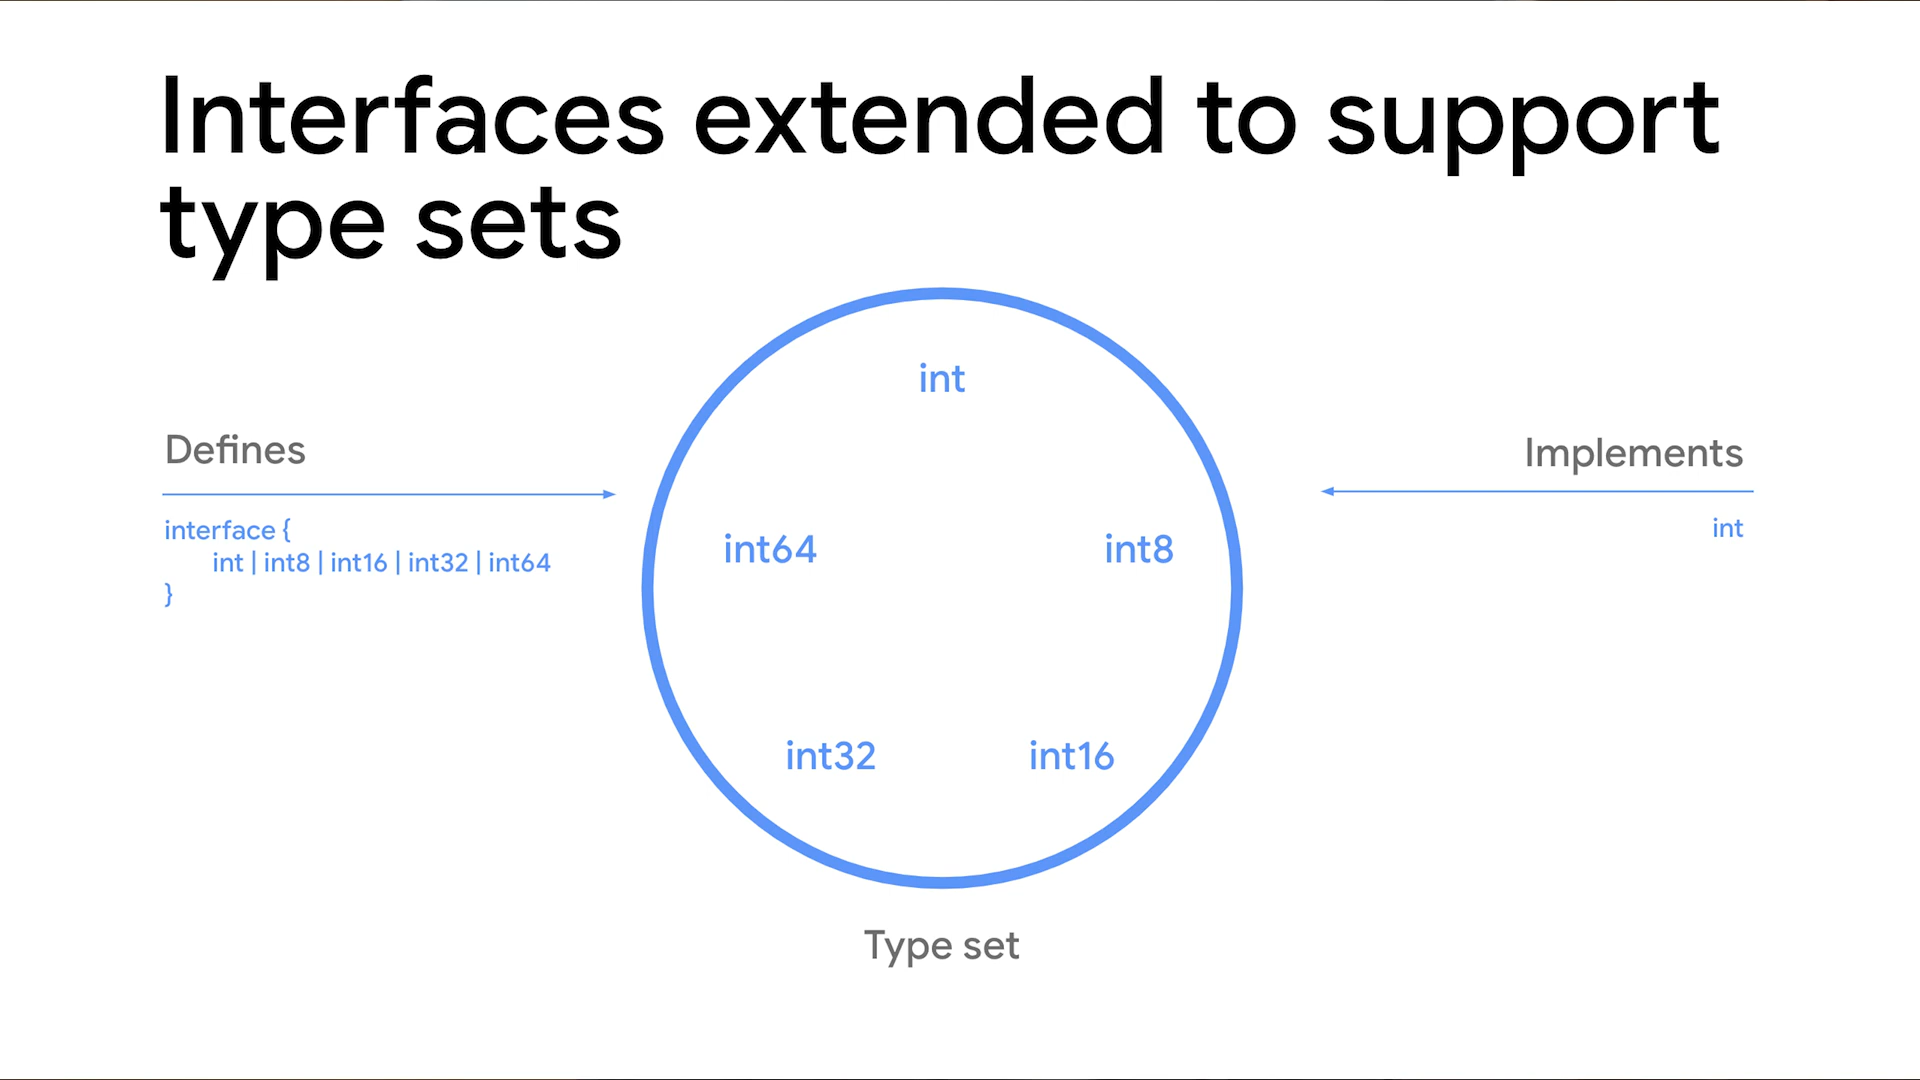 Interfaces extended to support
type sets
Defines
interface {
int | int8 | int16 | int32 | int64
}
int
int64
int8
int32
int16
Type set
Implements
int